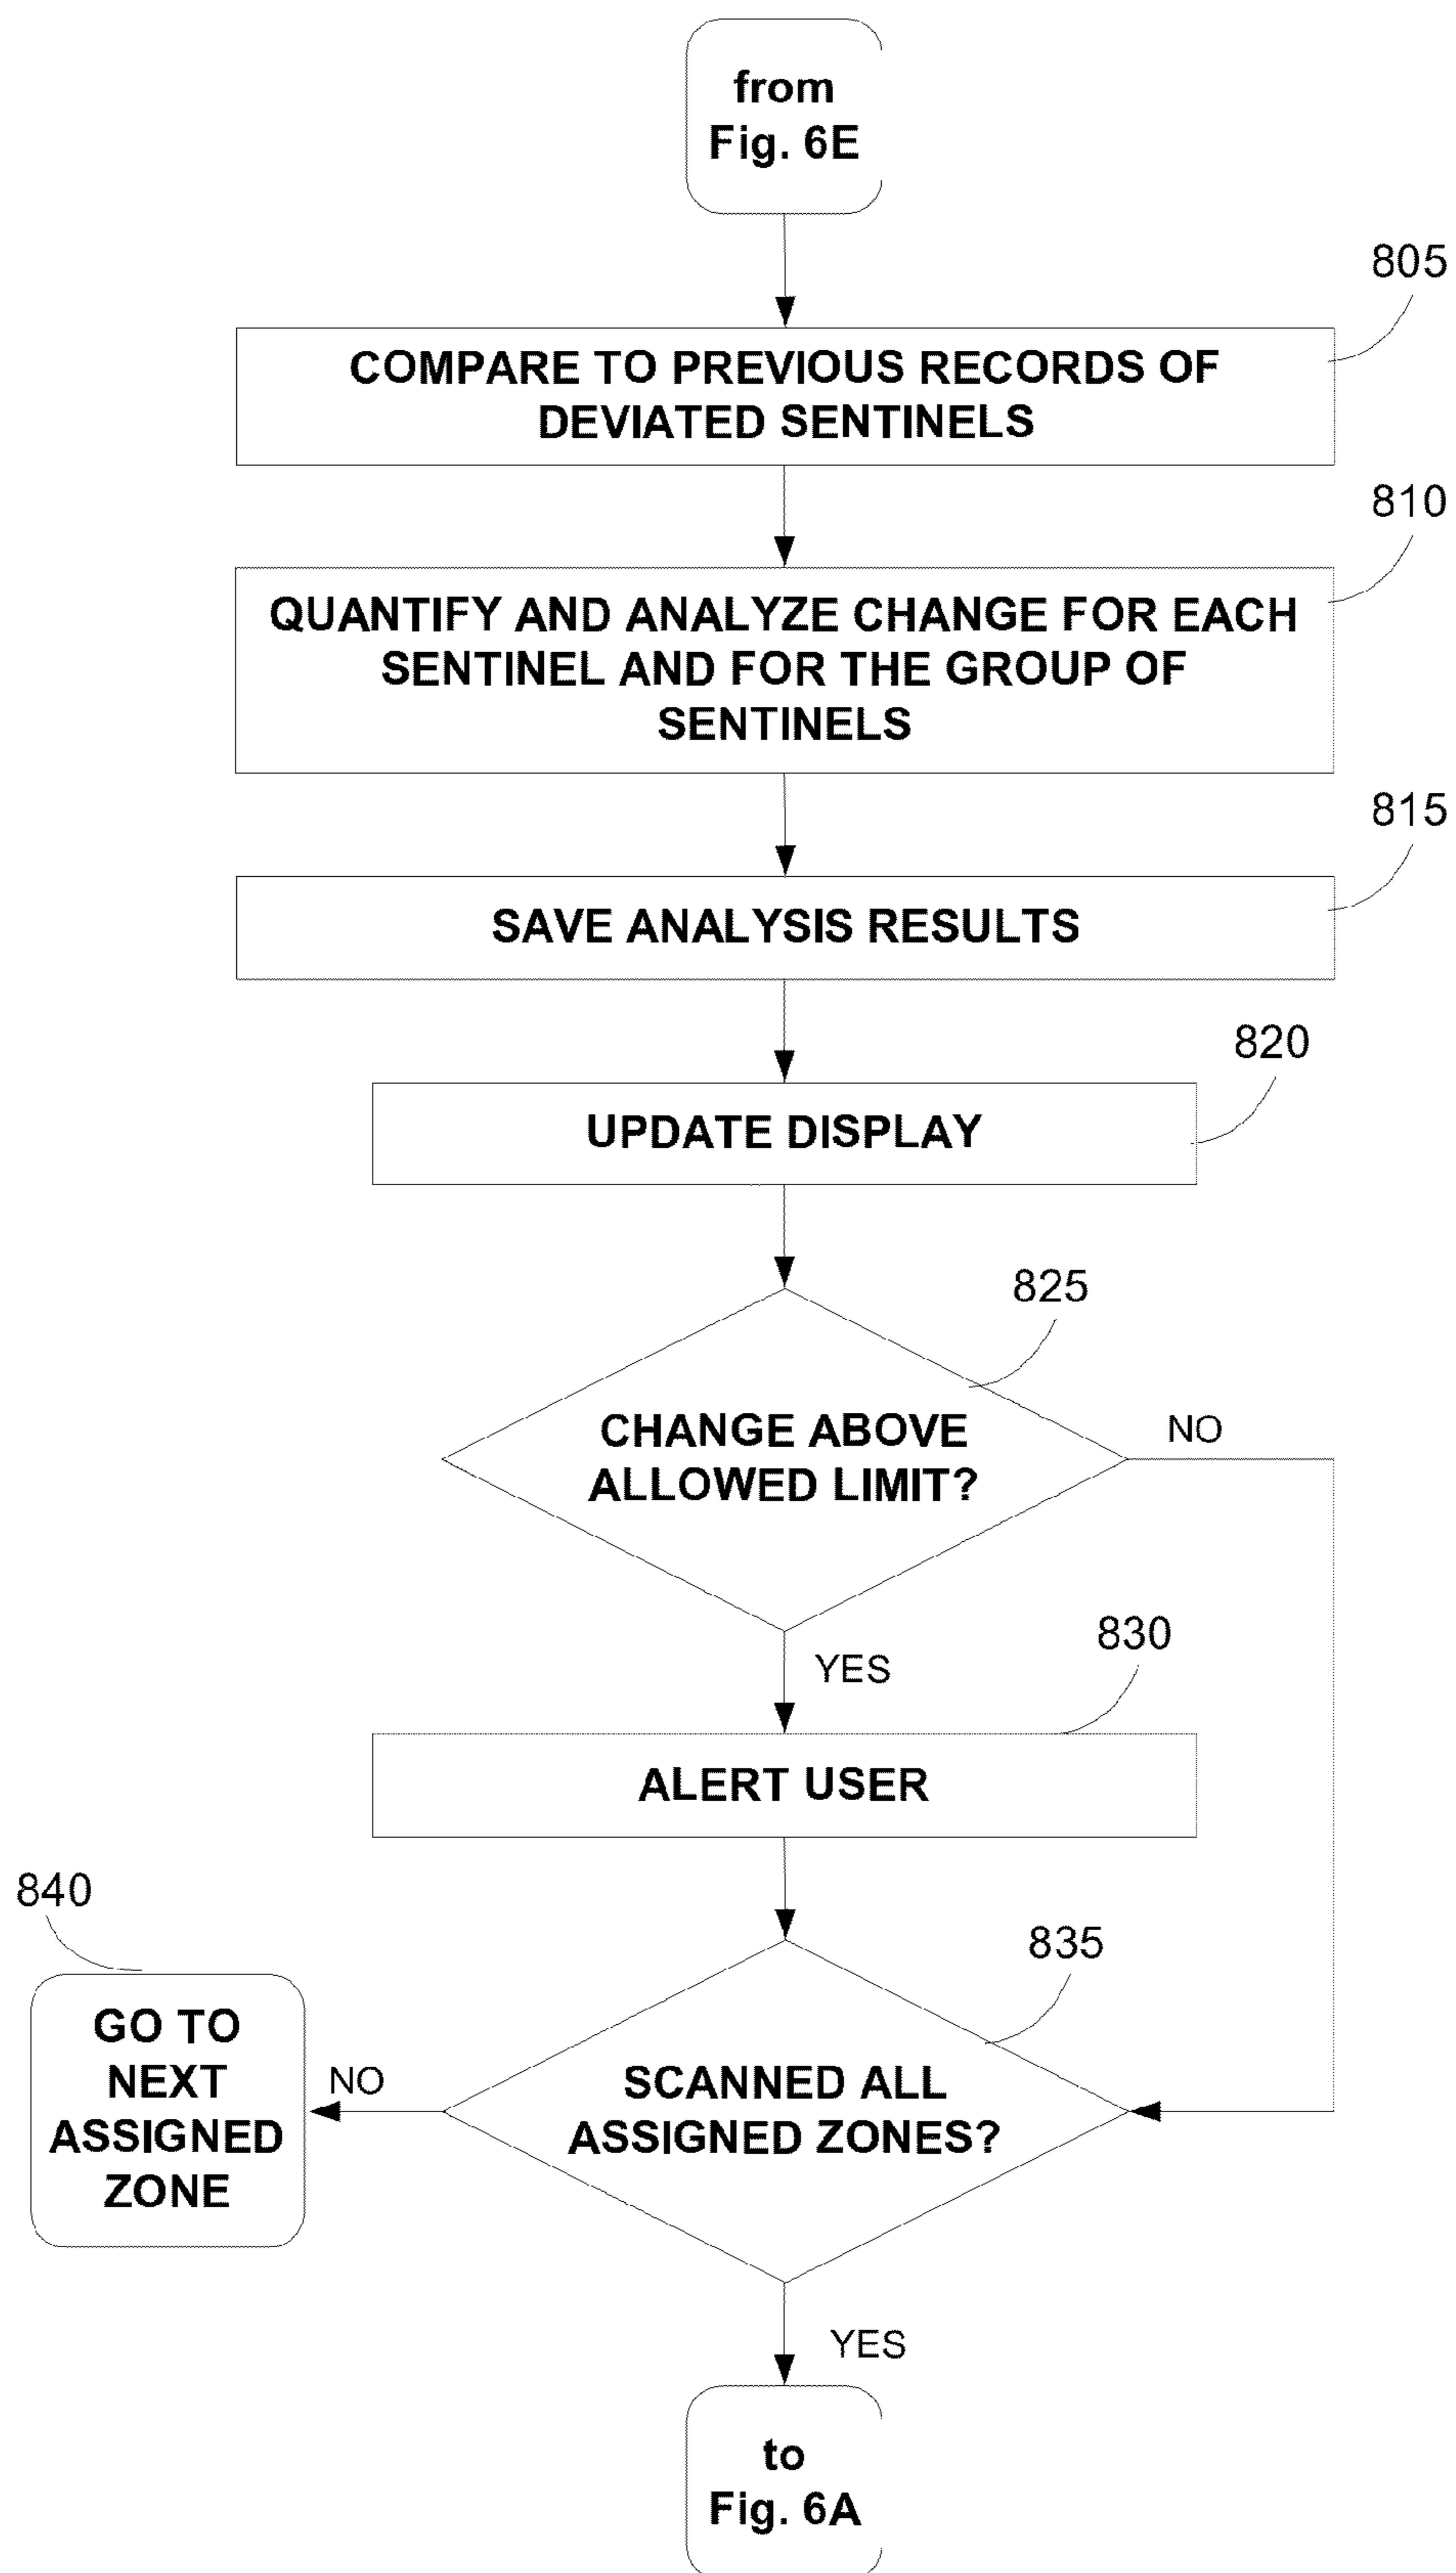 from
Fig. 6E
805
COMPARE TO PREVIOUS RECORDS OF
DEVIATED SENTINELS
810
QUANTIFY AND ANALYZE CHANGE FOR EACH
SENTINEL AND FOR THE GROUP OF
SENTINELS
815
SAVE ANALYSIS RESULTS
820
UPDATE DISPLAY
825
CHANGE ABOVE
ALLOWED LIMIT?
NO
YES
830
ALERT USER
840
835
GO TO
NEXT
ASSIGNED
ZONE
NO
SCANNED ALL
ASSIGNED ZONES?
YES
to
Fig. 6A